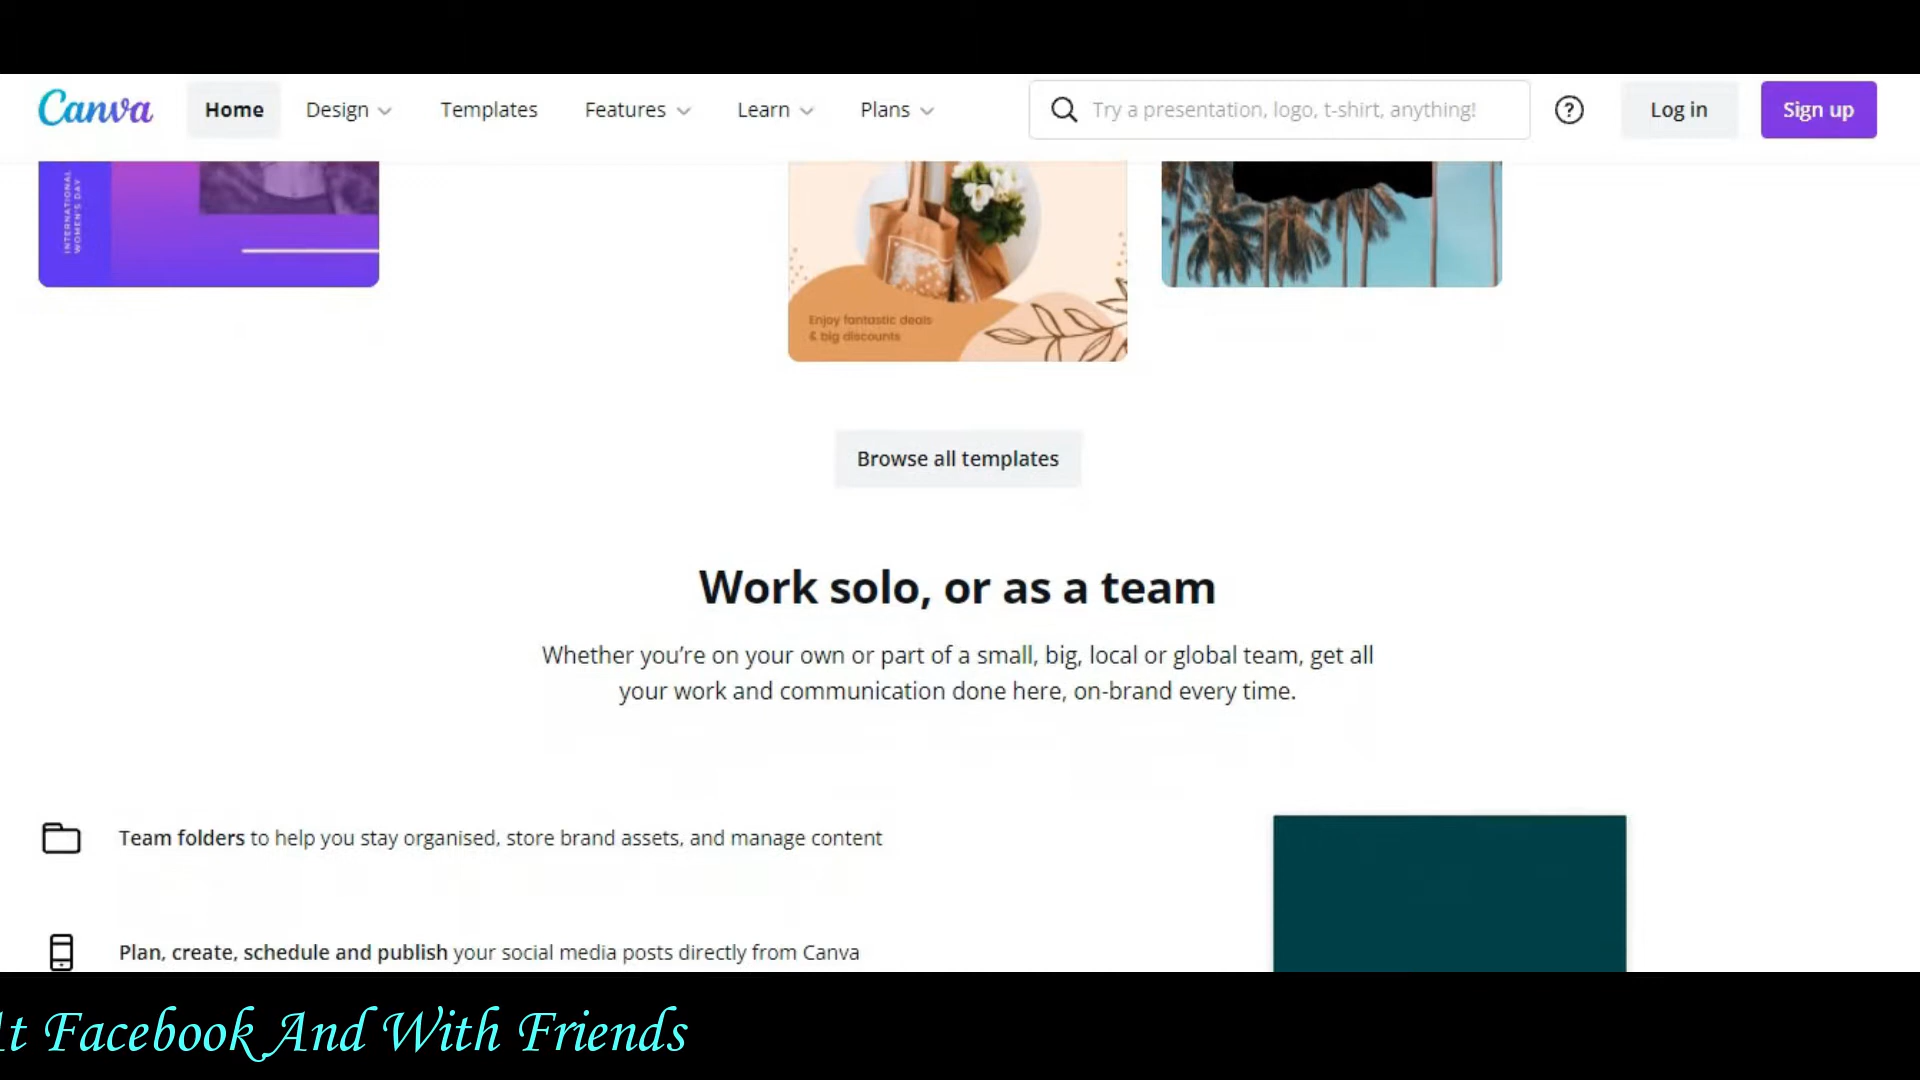 Canva
Home Design Templates Features Learn Plans Try a presentation, logo, t-shirt, anything! ? Log in Sign up
INTERNATIONAL
WOMEN'S DAY
Enjoy fantastic deals
& big discounts
Browse all templates
Work solo, or as a team
Whether you’re on your own or part of a small, big, local or global team, get all
your work and communication done here, on-brand every time.
Team folders to help you stay organised, store brand assets, and manage content
Plan, create, schedule and publish your social media posts directly from Canva
Facebook And With Friends